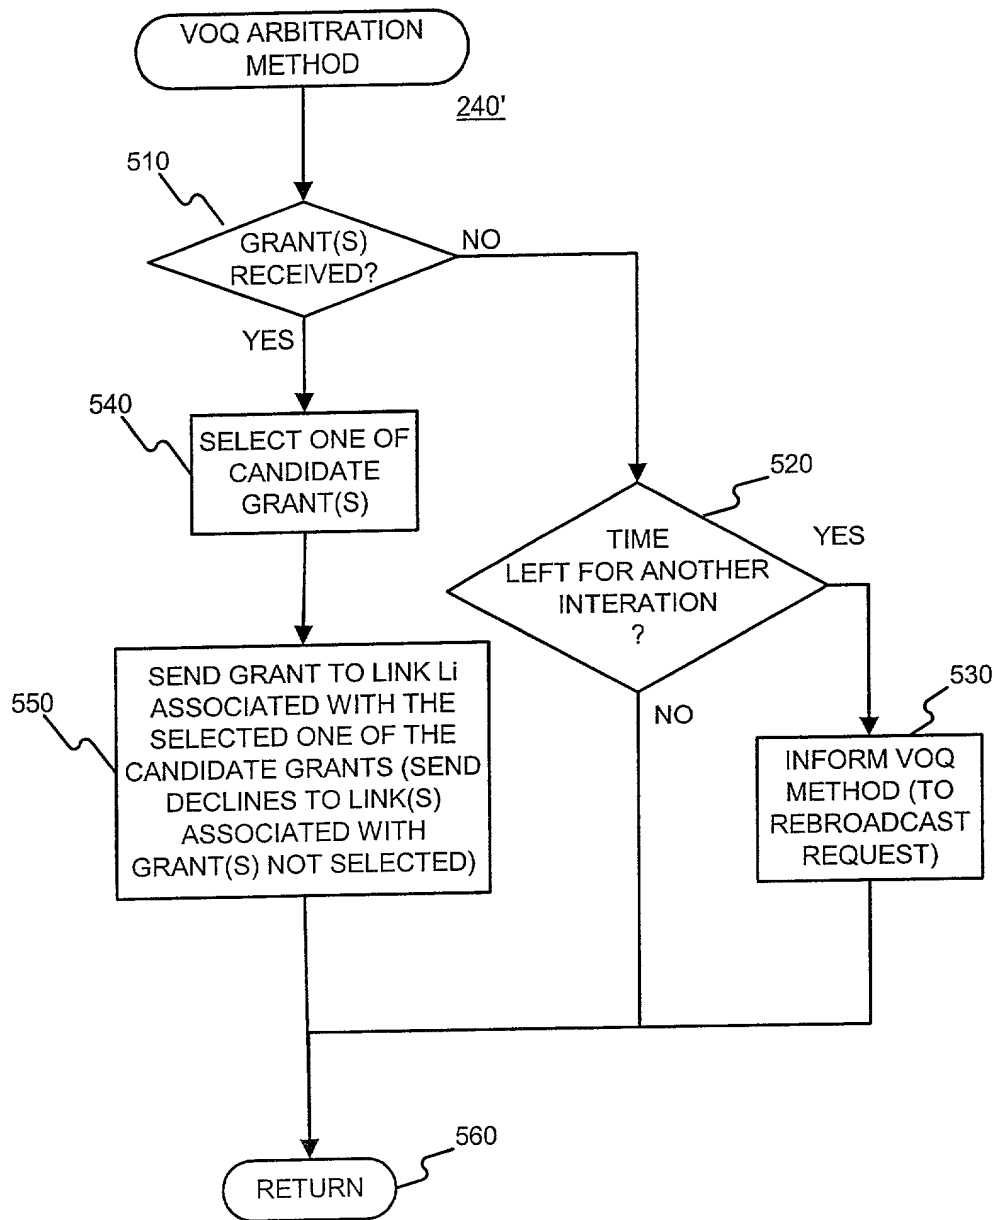 VOQ ARBITRATION
METHOD
240'
510
GRANT(S)
RECEIVED?
NO
YES
540
SELECT ONE OF
CANDIDATE
GRANT(S)
520
TIME
LEFT FOR ANOTHER
INTERATION
?
YES
NO
550
SEND GRANT TO LINK Li
ASSOCIATED WITH THE
SELECTED ONE OF THE
CANDIDATE GRANTS (SEND
DECLINES TO LINK(S)
ASSOCIATED WITH
GRANT(S) NOT SELECTED)
530
INFORM VOQ
METHOD (TO
REBROADCAST
REQUEST)
560
RETURN